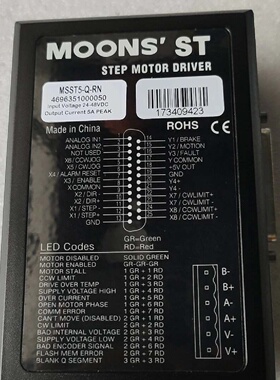 MOONS' ST
STEP MOTOR DRIVER
MSST5-Q-RN
4696351000050
Input Voltage 24-48VDC
Output Current 5A PEAK
173409423
Made in China
ROHS
CE
ANALOG IN2
ANALOG IN1
NOT USED
X6 / CCWJOG
X5 / CWJOG
X4 / ALARM RESET
X3 / ENABLE
X COMMON
X2 / DIR-
X2 / DIR+
X1 / STEP-
X1 / STEP+
GND
Y1 / BRAKE
Y2 / MOTION
Y3 / FAULT
Y COMMON
+5V OUT
GND
Y4 -
Y4 +
X7 / CWLIMIT+
X7 / CWLIMIT-
X8 / CCWLIMIT+
X8 / CCWLIMIT-
LED Codes
GR=Green
RD=Red
MOTOR DISABLED SOLID GREEN
MOTOR ENABLED GR-GR-GR
MOTOR STALL 1 GR + 1 RD
CCW LIMIT 1 GR + 2 RD
DRIVE OVER TEMP 1 GR + 3 RD
SUPPLY VOLTAGE HIGH 1 GR + 4 RD
OVER CURRENT 1 GR + 5 RD
OPEN MOTOR PHASE 1 GR + 6 RD
COMM ERROR 1 GR + 7 RD
CAN'T MOVE (DISABLED) 2 GR + 1 RD
CW LIMIT 2 GR + 2 RD
BAD INTERNAL VOLTAGE 2 GR + 3 RD
SUPPLY VOLTAGE LOW 2 GR + 4 RD
BAD ENCODER SIGNAL 2 GR + 6 RD
FLASH MEM ERROR 2 GR + 7 RD
BLANK Q SEGMENT 3 RD
B-
B+
A-
A+
V-
V+